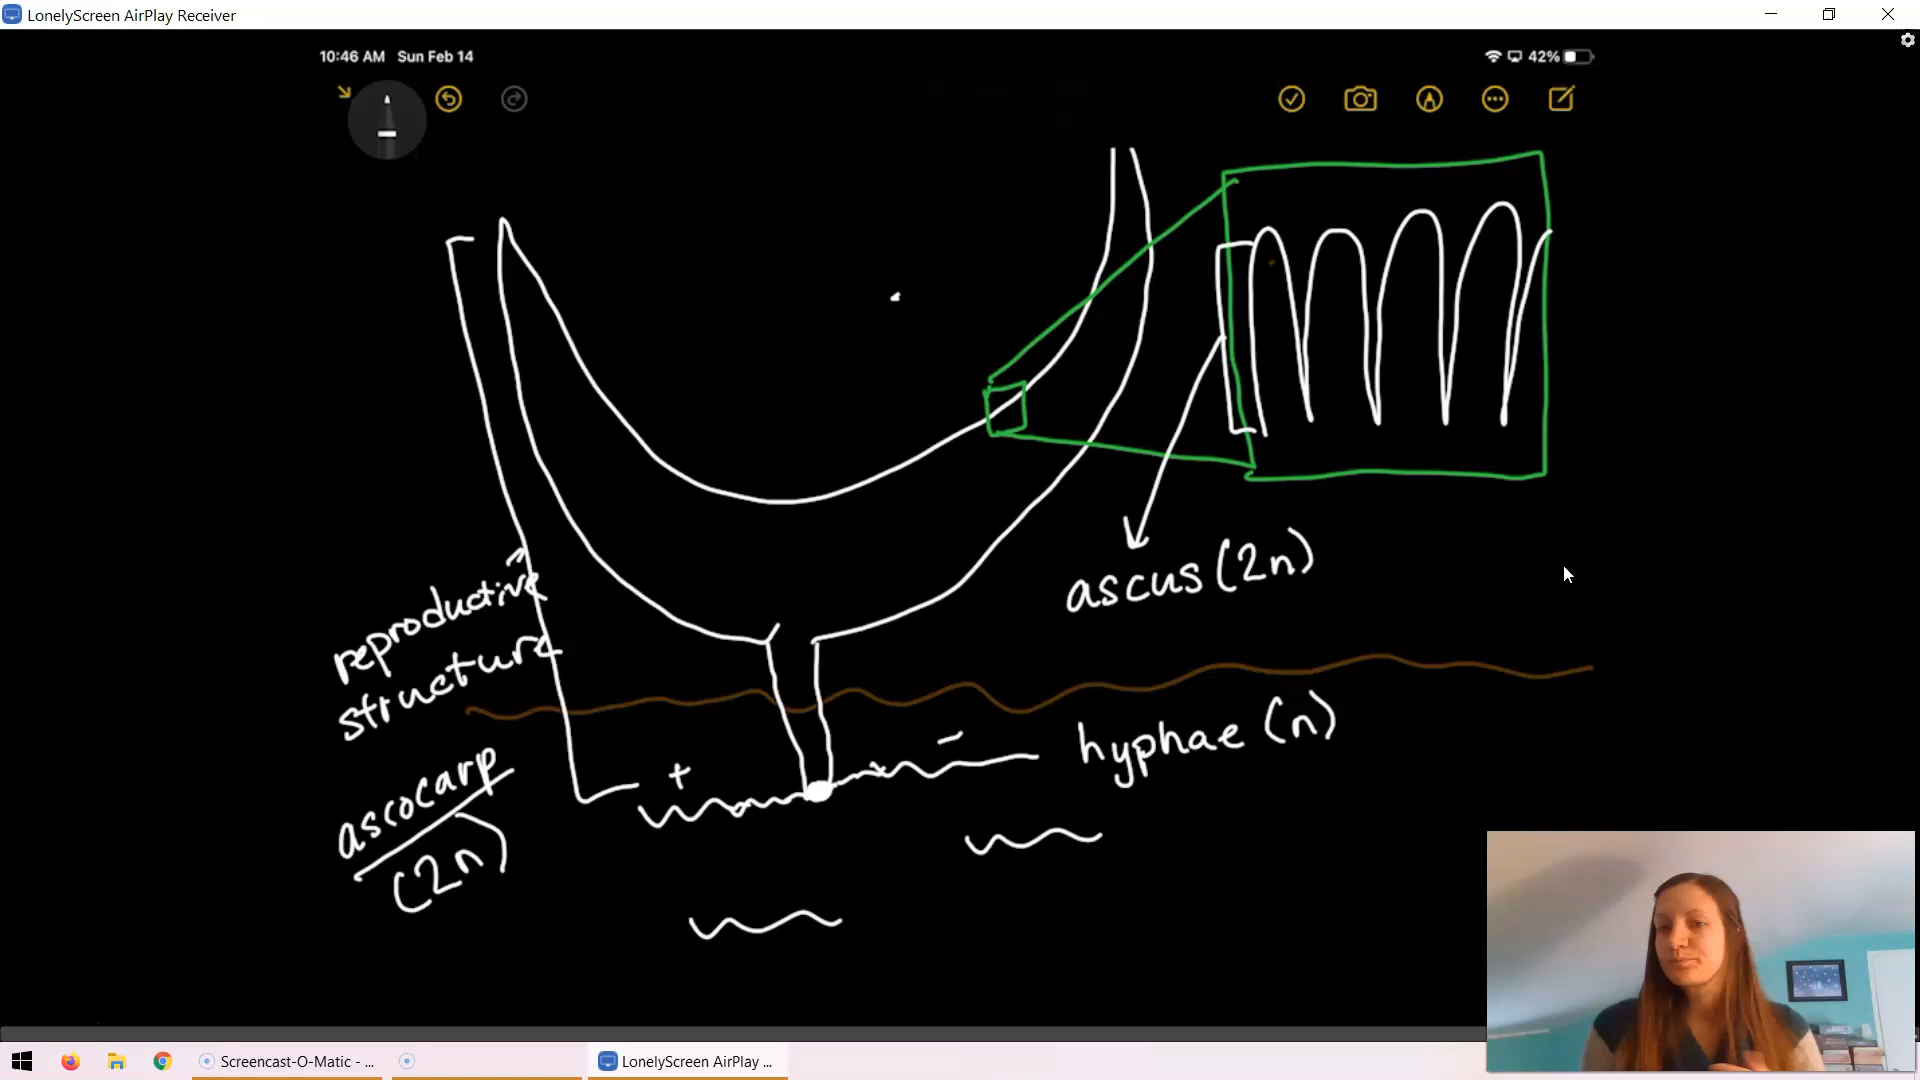 LonelyScreen AirPlay Receiver
10:46 AM Sun Feb 14
42%
ascus (2n)
reproductive
structure
hyphae (n)
+
-
ascocarp
(2n)
Screencast-O-Matic - ...
LonelyScreen AirPlay ...